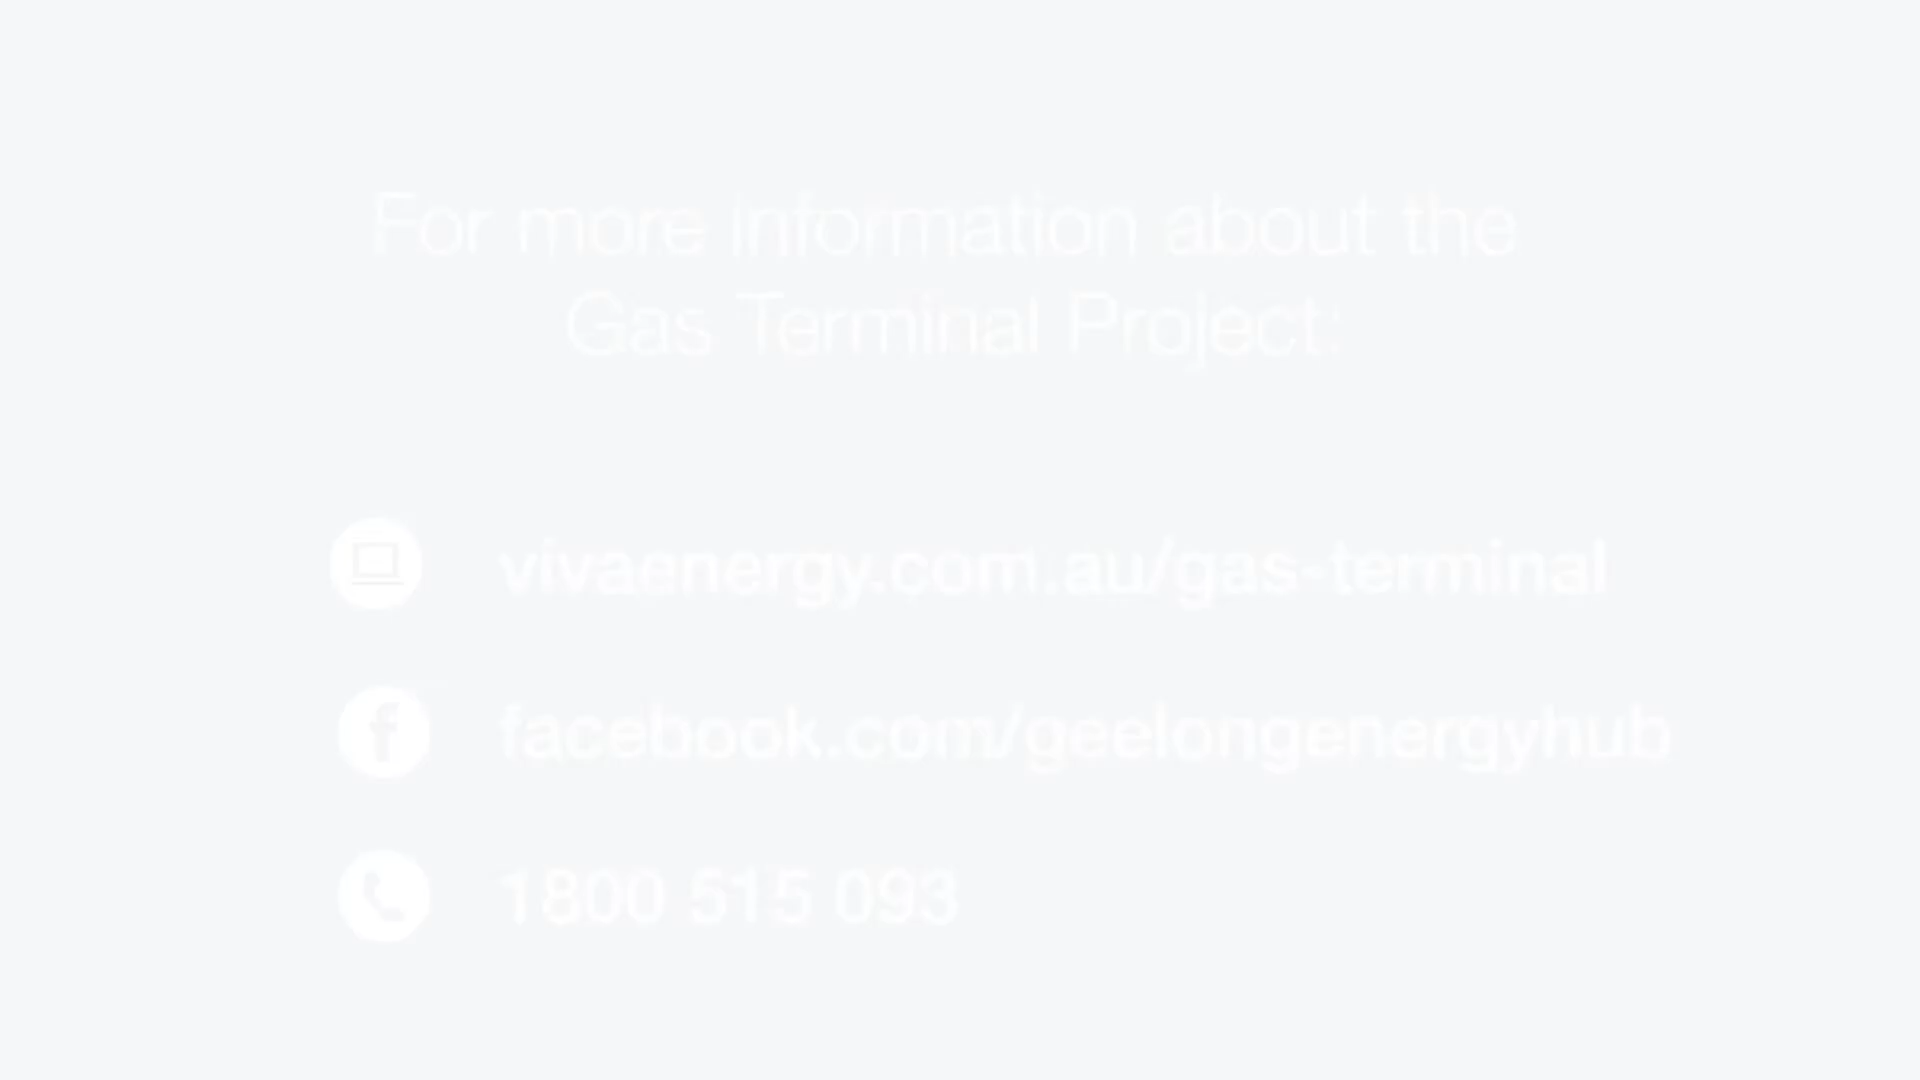 For more information about the
Gas Terminal Project:
vivaenergy.com.au/gas-terminal
facebook.com/geelongenergyhub
1800 515 093